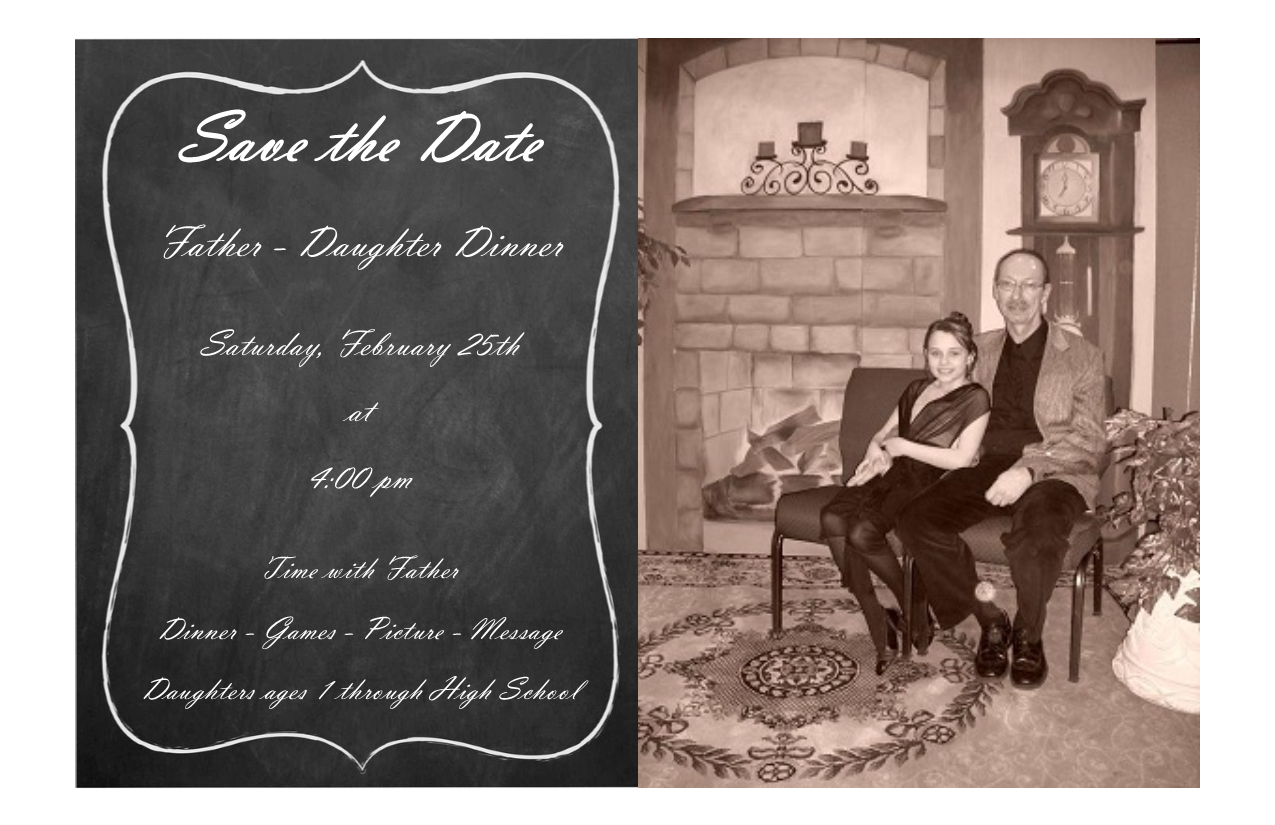 Save the Date
Father - Daughter Dinner
Saturday, February 25th
at
4:00 pm
Time with Father
Dinner - Games - Picture - Message
Daughters ages 1 through High School